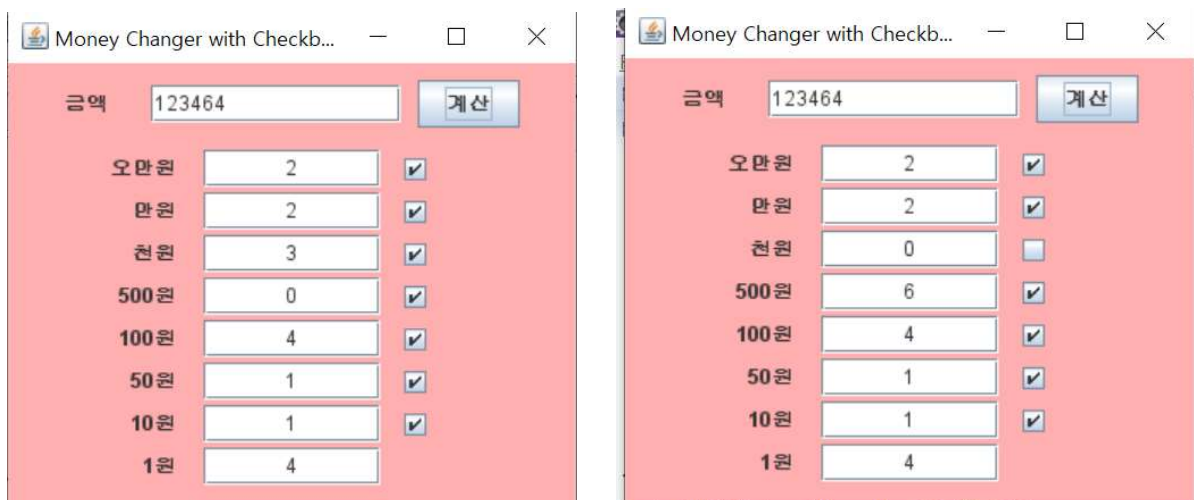 Money Changer with Checkb...
금액 123464 계산
오만원 2
만원 2
천원 3
500원 0
100원 4
50원 1
10원 1
1원 4
Money Changer with Checkb...
금액 123464 계산
오만원 2
만원 2
천원 0
500원 6
100원 4
50원 1
10원 1
1원 4